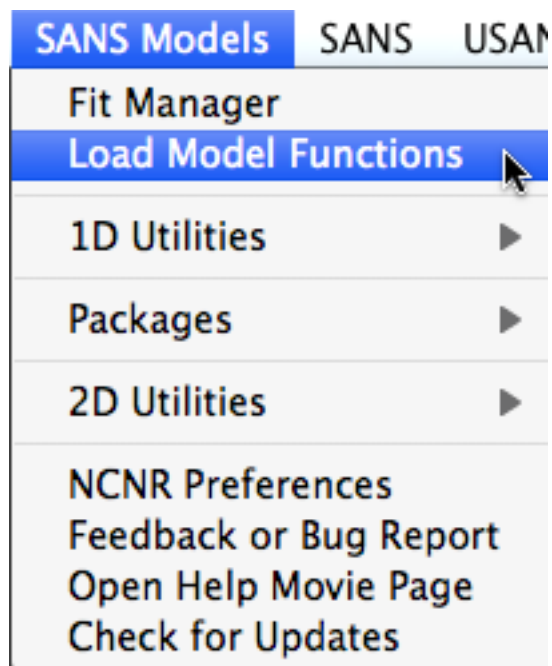 SANS Models SANS USAN
Fit Manager
Load Model Functions
1D Utilities
Packages
2D Utilities
NCNR Preferences
Feedback or Bug Report
Open Help Movie Page
Check for Updates